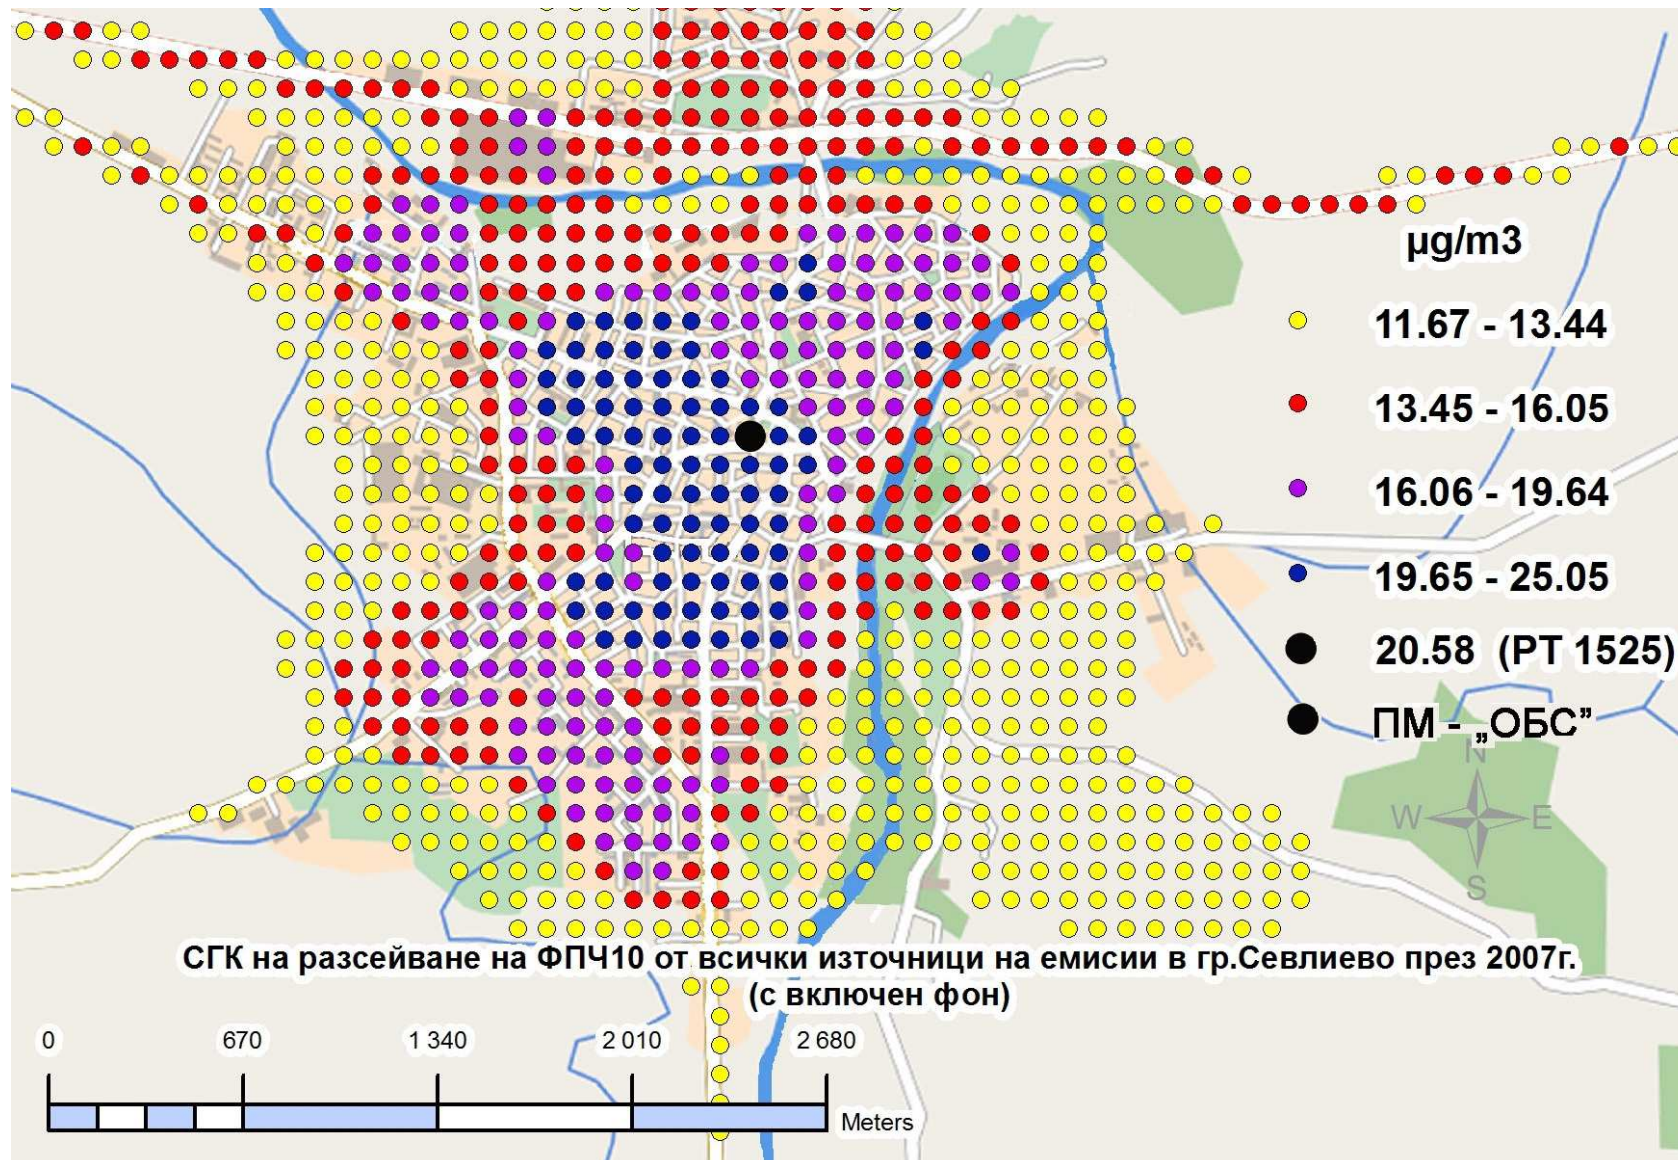 µg/m3
11.67 - 13.44
13.45 - 16.05
16.06 - 19.64
19.65 - 25.05
20.58 (РТ 1525)
ПМ - „ОБС”
N
W E
S
СГК на разсейване на ФПЧ10 от всички източници на емисии в гр.Севлиево през 2007г.
(с включен фон)
0 670 1 340 2 010 2 680
Meters